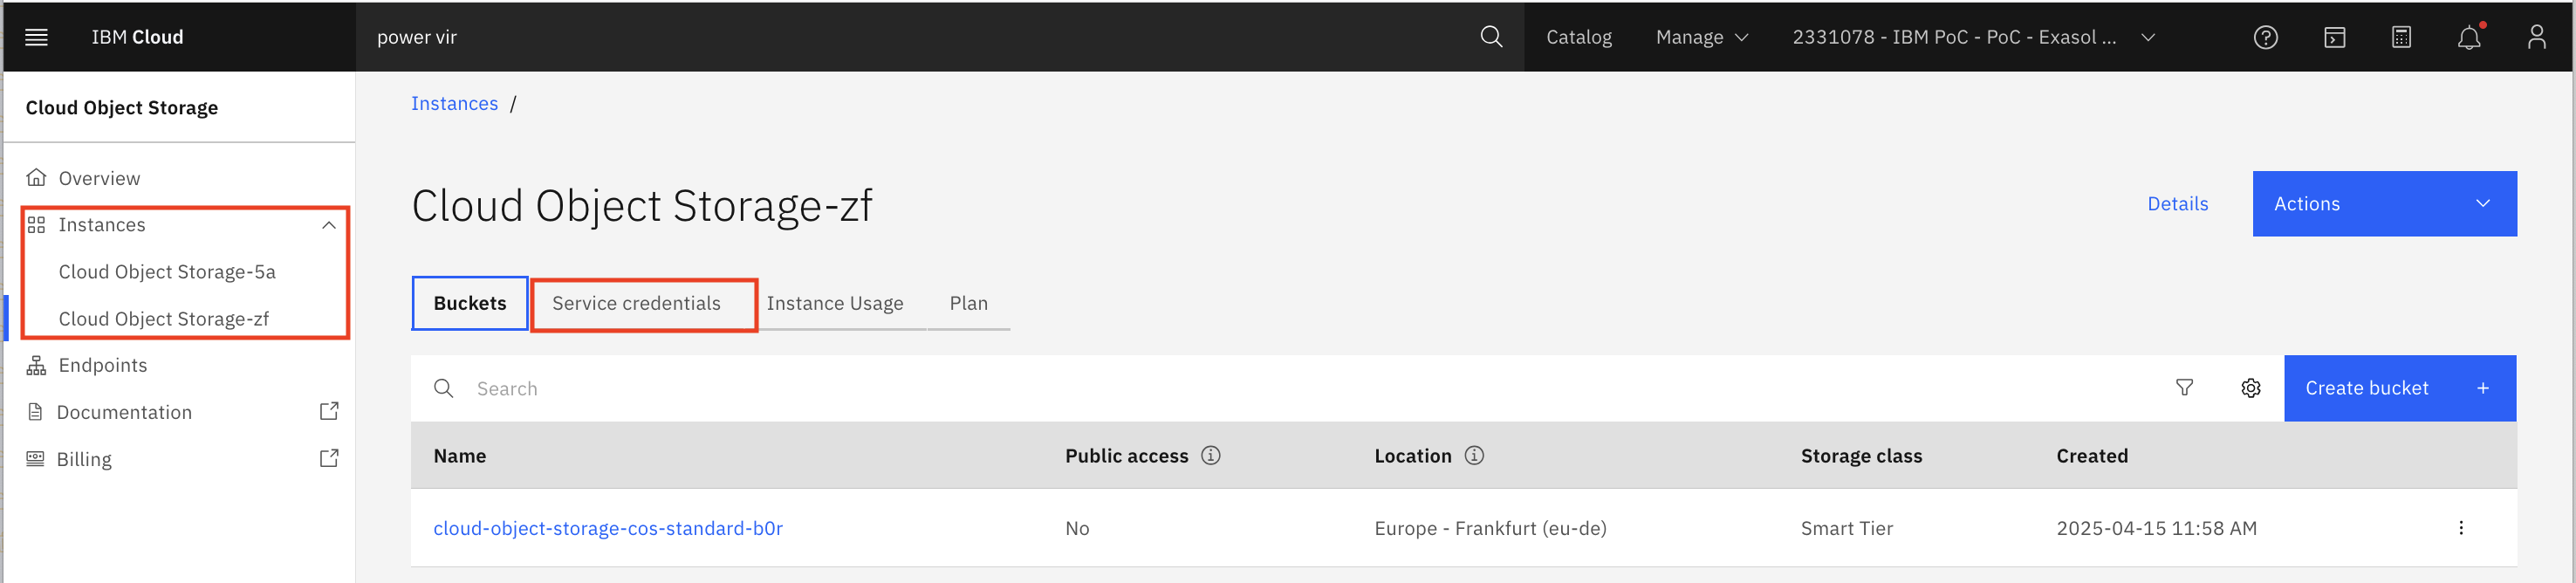 IBM Cloud
power vir
Catalog
Manage
2331078 - IBM PoC - PoC - Exasol ...
Cloud Object Storage
Overview
Instances
Cloud Object Storage-5a
Cloud Object Storage-zf
Endpoints
Documentation
Billing
Instances /
Cloud Object Storage-zf
Details
Actions
Buckets
Service credentials
Instance Usage
Plan
Search
Create bucket +
Name
Public access
Location
Storage class
Created
cloud-object-storage-cos-standard-b0r
No
Europe - Frankfurt (eu-de)
Smart Tier
2025-04-15 11:58 AM